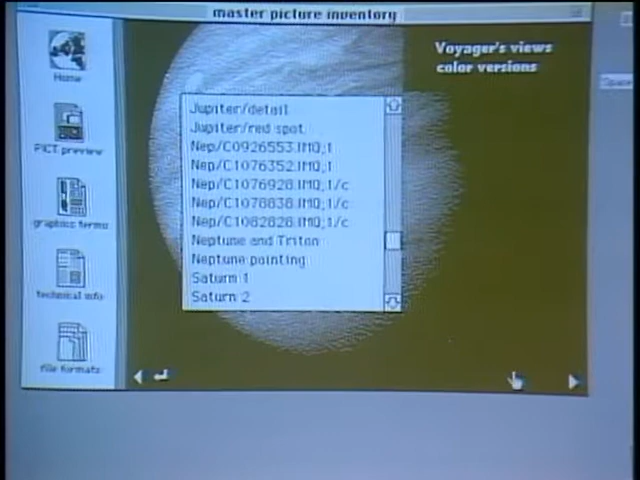 master picture inventory
Home
PICT preview
graphics terms
technical info
file formats
Voyager's views
color versions
Jupiter/detail
Jupiter/red spot
Nep/C0926553.IMQ;1
Nep/C1076352.IMQ;1
Nep/C1076928.IMQ;1/c
Nep/C1078838.IMQ;1/c
Nep/C1082828.IMQ;1/c
Neptune and Triton
Neptune painting
Saturn 1
Saturn 2